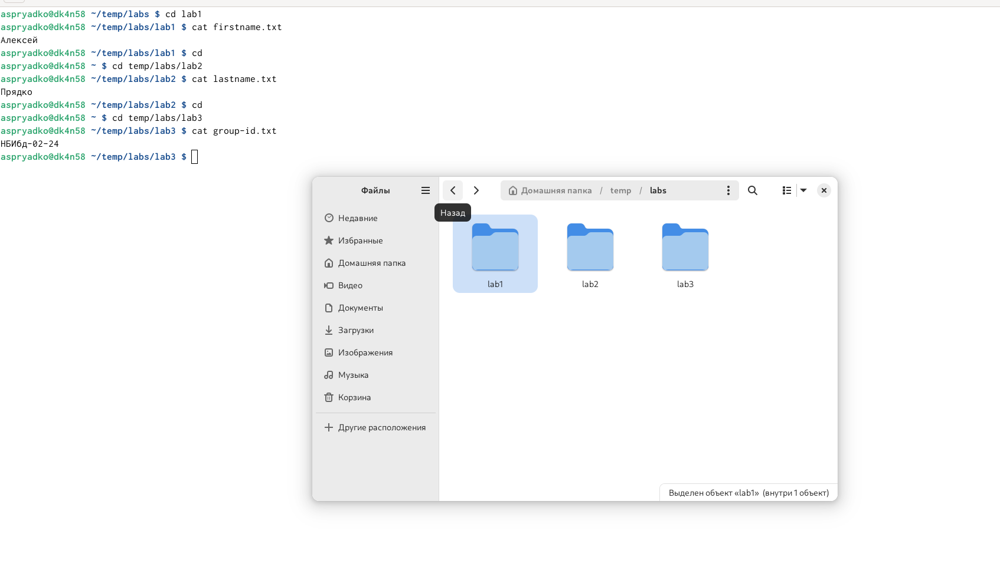 aspryadko@dk4n58 ~/temp/labs $ cd lab1
aspryadko@dk4n58 ~/temp/labs/lab1 $ cat firstname.txt
Алексей
aspryadko@dk4n58 ~/temp/labs/lab1 $ cd
aspryadko@dk4n58 ~ $ cd temp/labs/lab2
aspryadko@dk4n58 ~/temp/labs/lab2 $ cat lastname.txt
Прядко
aspryadko@dk4n58 ~/temp/labs/lab2 $ cd
aspryadko@dk4n58 ~ $ cd temp/labs/lab3
aspryadko@dk4n58 ~/temp/labs/lab3 $ cat group-id.txt
НБИбд-02-24
aspryadko@dk4n58 ~/temp/labs/lab3 $
Файлы
Домашняя папка / temp / labs
Назад
Недавние
Избранные
Домашняя папка
Видео
Документы
Загрузки
Изображения
Музыка
Корзина
Другие расположения
lab1
lab2
lab3
Выделен объект «lab1» (внутри 1 объект)